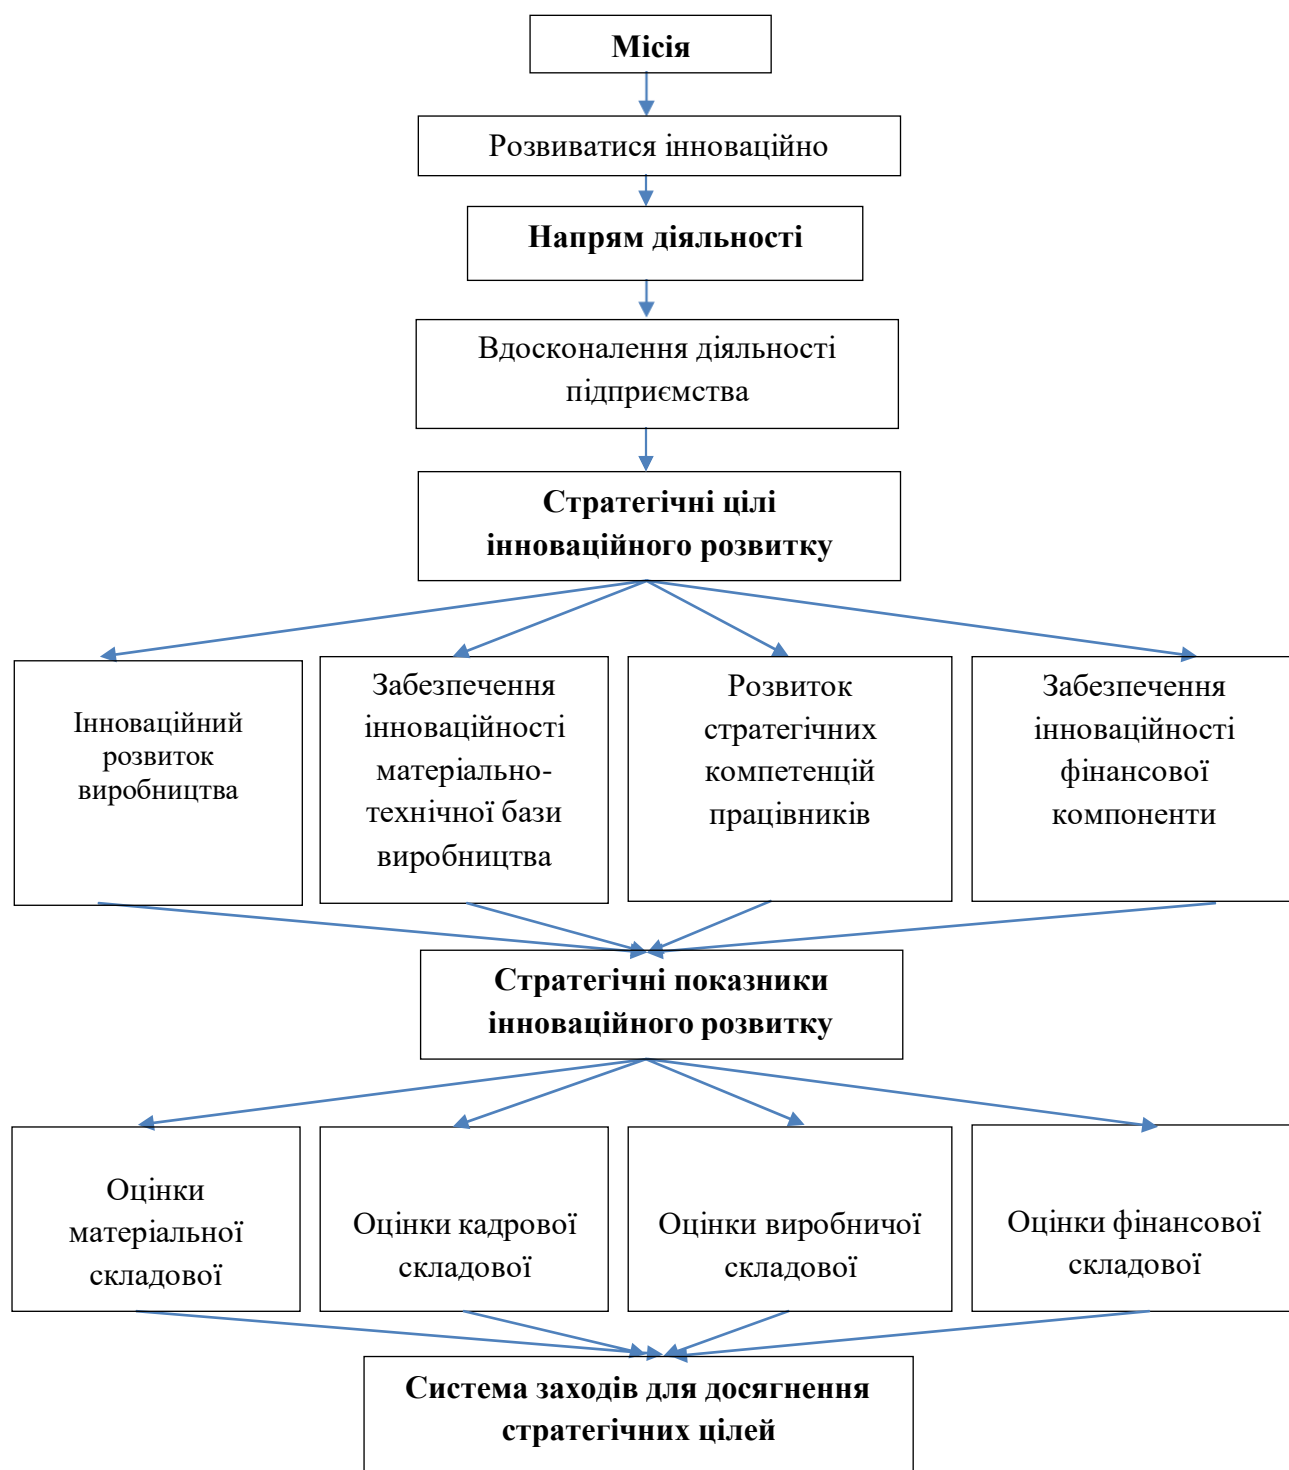 Місія
Розвиватися інноваційно
Напрям діяльності
Вдосконалення діяльності
підприємства
Стратегічні цілі
інноваційного розвитку
Інноваційний
розвиток
виробництва
Забезпечення
інноваційності
матеріально-
технічної бази
виробництва
Розвиток
стратегічних
компетенцій
працівників
Забезпечення
інноваційності
фінансової
компоненти
Стратегічні показники
інноваційного розвитку
Оцінки
матеріальної
складової
Оцінки кадрової
складової
Оцінки виробничої
складової
Оцінки фінансової
складової
Система заходів для досягнення
стратегічних цілей